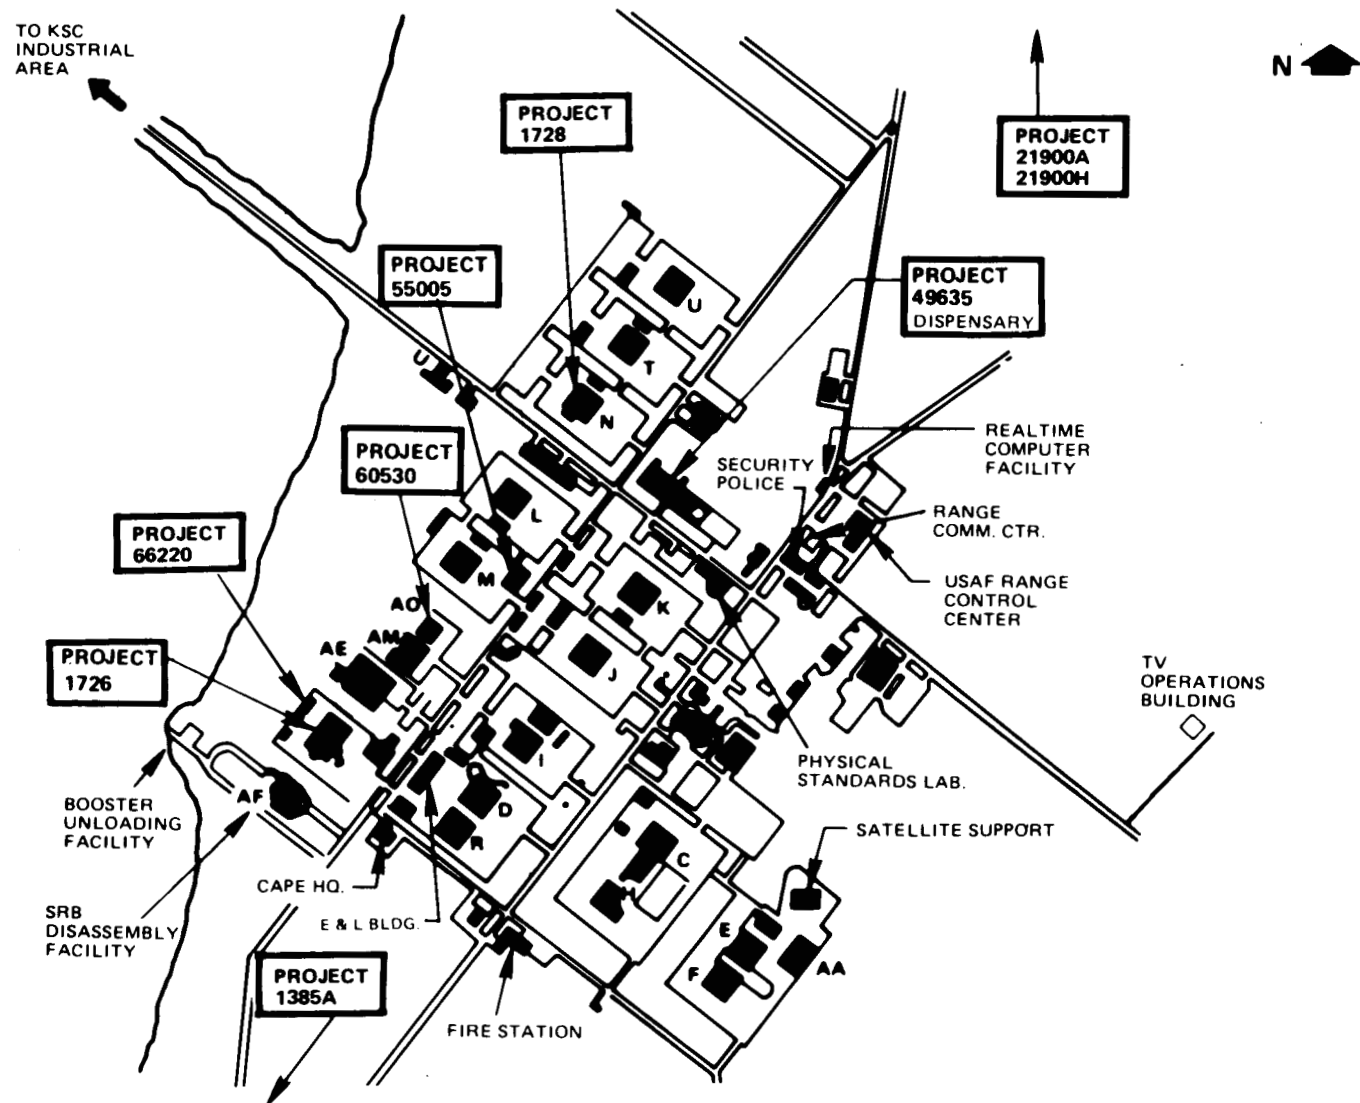 TO KSC
INDUSTRIAL
AREA
N
PROJECT
1728
PROJECT
21900A
21900H
PROJECT
55005
PROJECT
49635
DISPENSARY
U
T
N
U
PROJECT
60530
SECURITY
POLICE
REALTIME
COMPUTER
FACILITY
L
M
K
J
RANGE
COMM. CTR.
USAF RANGE
CONTROL
CENTER
PROJECT
66220
AO
AM
AE
PROJECT
1726
TV
OPERATIONS
BUILDING
I
D
R
PHYSICAL
STANDARDS LAB.
AF
BOOSTER
UNLOADING
FACILITY
SATELLITE SUPPORT
C
H
CAPE HQ.
E & L BLDG.
SRB
DISASSEMBLY
FACILITY
E
F
AA
PROJECT
1385A
FIRE STATION